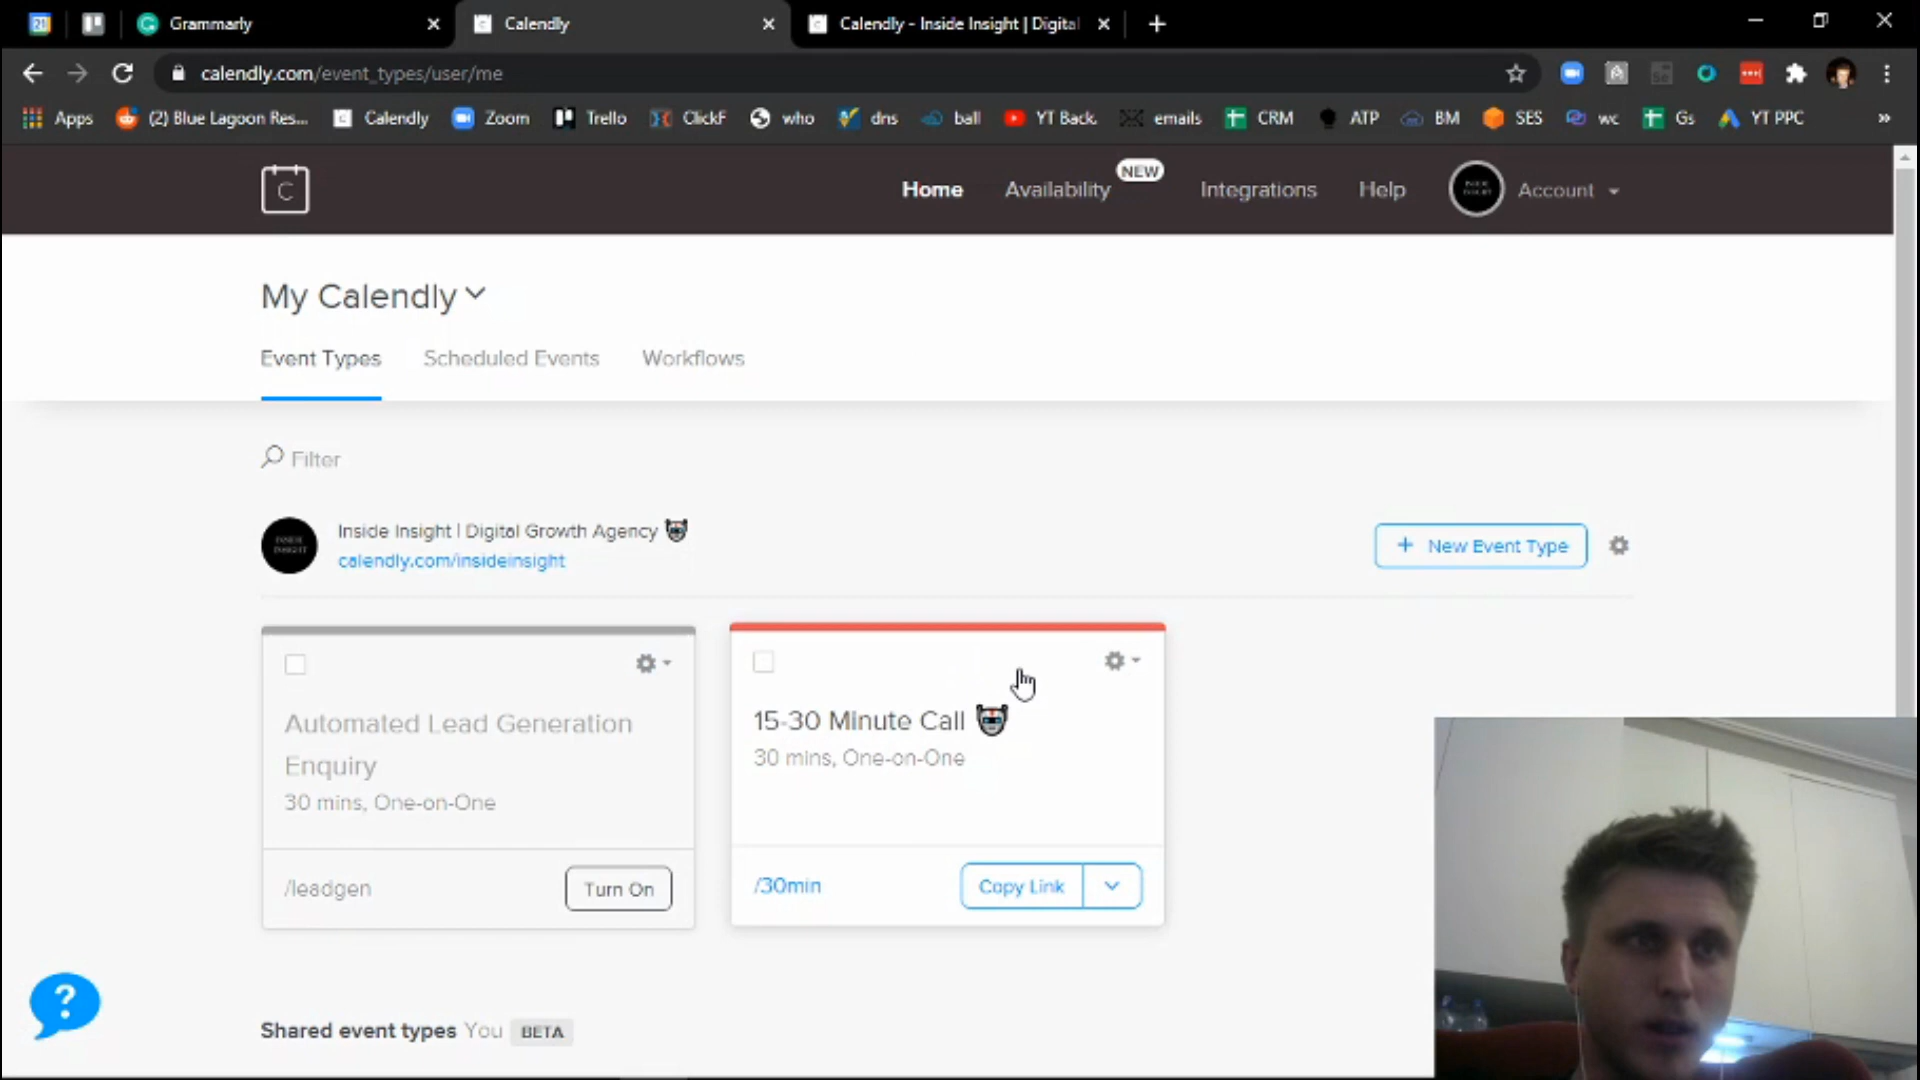 Grammarly
Calendly
Calendly - Inside Insight | Digital
calendly.com/event_types/user/me
Apps
(2) Blue Lagoon Res...
Calendly
Zoom
Trello
ClickF
who
dns
ball
YT Back.
emails
CRM
ATP
BM
SES
wc
Gs
YT PPC
»
C
Home
Availability
NEW
Integrations
Help
INSIDE
INSIGHT
Account
My Calendly
Event Types
Scheduled Events
Workflows
Filter
Inside Insight | Digital Growth Agency
calendly.com/insideinsight
INSIDE
INSIGHT
+ New Event Type
Automated Lead Generation
Enquiry
30 mins, One-on-One
/leadgen
Turn On
15-30 Minute Call
30 mins, One-on-One
/30min
Copy Link
?
Shared event types You BETA